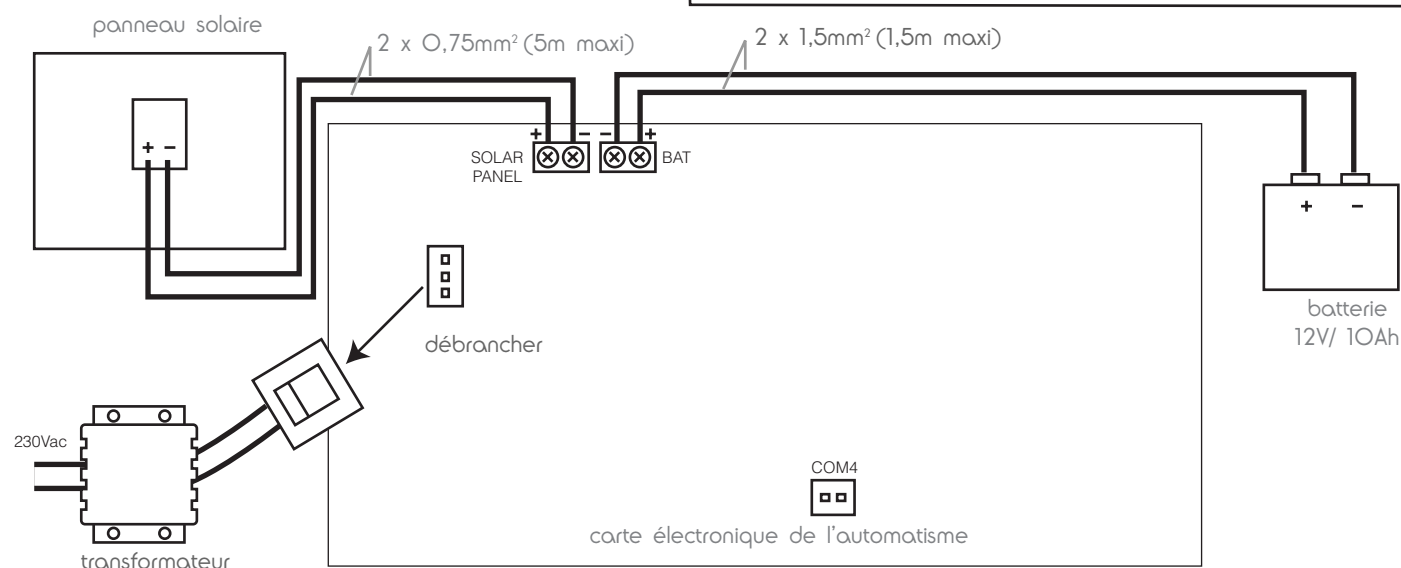 panneau solaire
2 x 0,75mm² (5m maxi)
2 x 1,5mm² (1,5m maxi)
+ −
+ − − +
SOLAR
PANEL
BAT
+ −
batterie
12V/ 10Ah
débrancher
230Vac
transformateur
COM4
carte électronique de l'automatisme